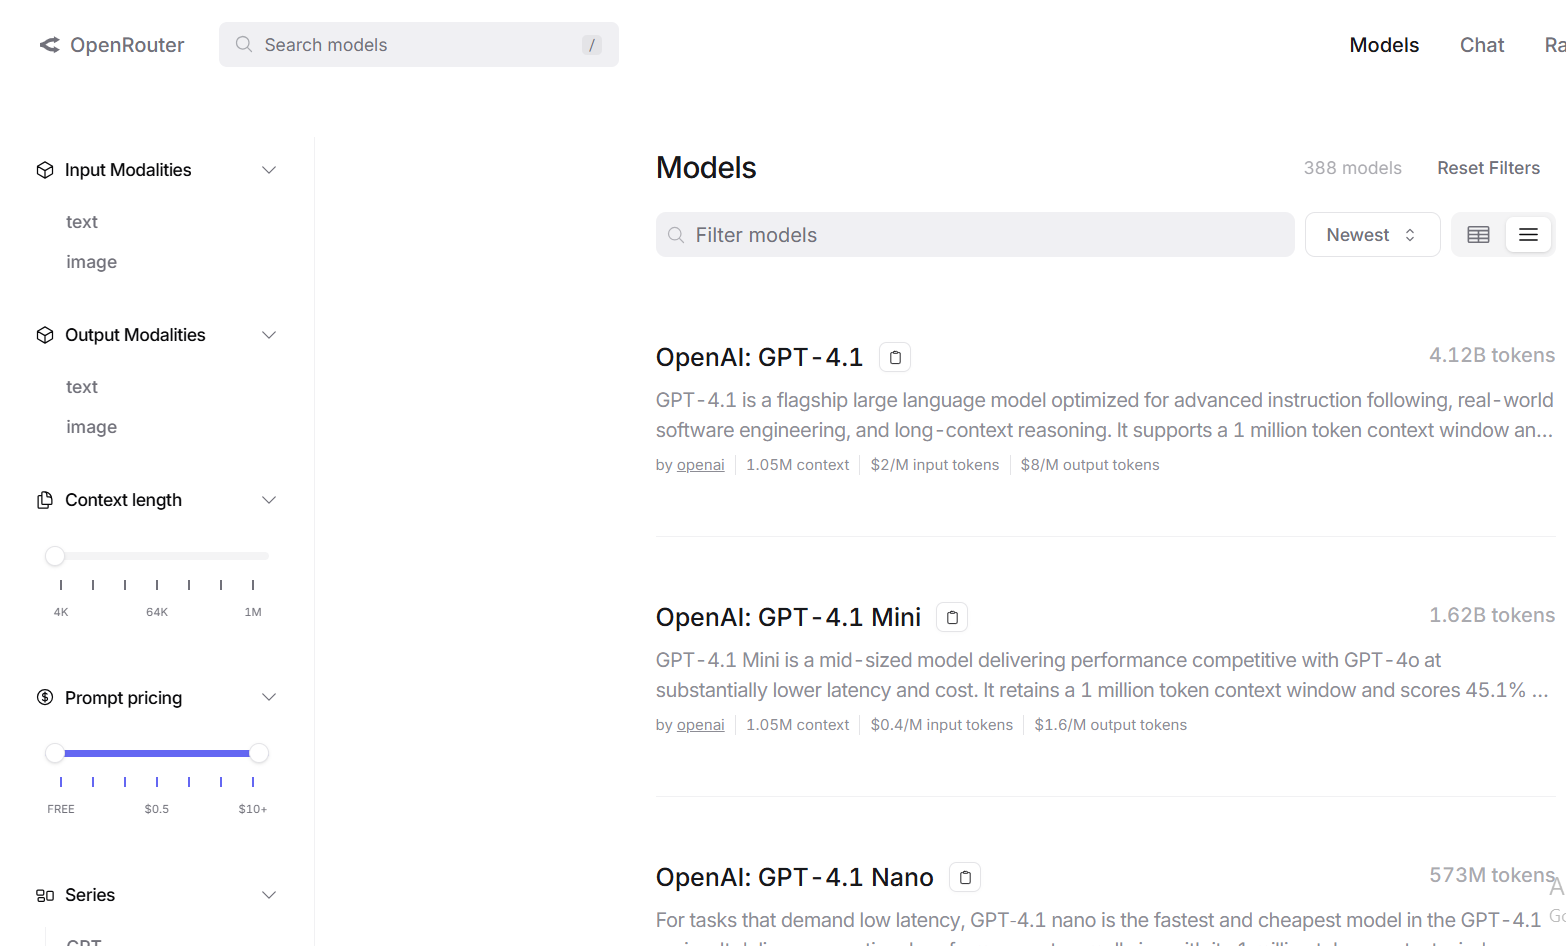 OpenRouter
Search models
/
Models
Chat
Input Modalities
text
image
Output Modalities
text
image
Context length
4K
64K
1M
Prompt pricing
FREE
$0.5
$10+
Series
Models
388 models
Reset Filters
Filter models
Newest
OpenAI: GPT-4.1
4.12B tokens
GPT-4.1 is a flagship large language model optimized for advanced instruction following, real-world
software engineering, and long-context reasoning. It supports a 1 million token context window an...
by openai 1.05M context $2/M input tokens $8/M output tokens
OpenAI: GPT-4.1 Mini
1.62B tokens
GPT-4.1 Mini is a mid-sized model delivering performance competitive with GPT-4o at
substantially lower latency and cost. It retains a 1 million token context window and scores 45.1% ...
by openai 1.05M context $0.4/M input tokens $1.6/M output tokens
OpenAI: GPT-4.1 Nano
573M tokens
For tasks that demand low latency, GPT-4.1 nano is the fastest and cheapest model in the GPT-4.1